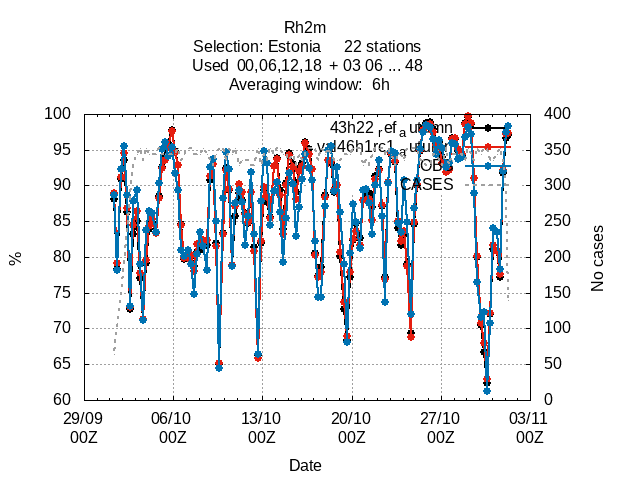 Rh2m
Selection: Estonia 22 stations
Used 00,06,12,18 + 03 06 ... 48
Averaging window: 6h
100 400
95 350
90 300
85 250
80 200
75 150
70 100
65 50
60 0
43h22_ref_autumn
OBS
CASES
%
No cases
29/09 06/10 13/10 20/10 27/10 03/11
00Z 00Z 00Z 00Z 00Z 00Z
Date